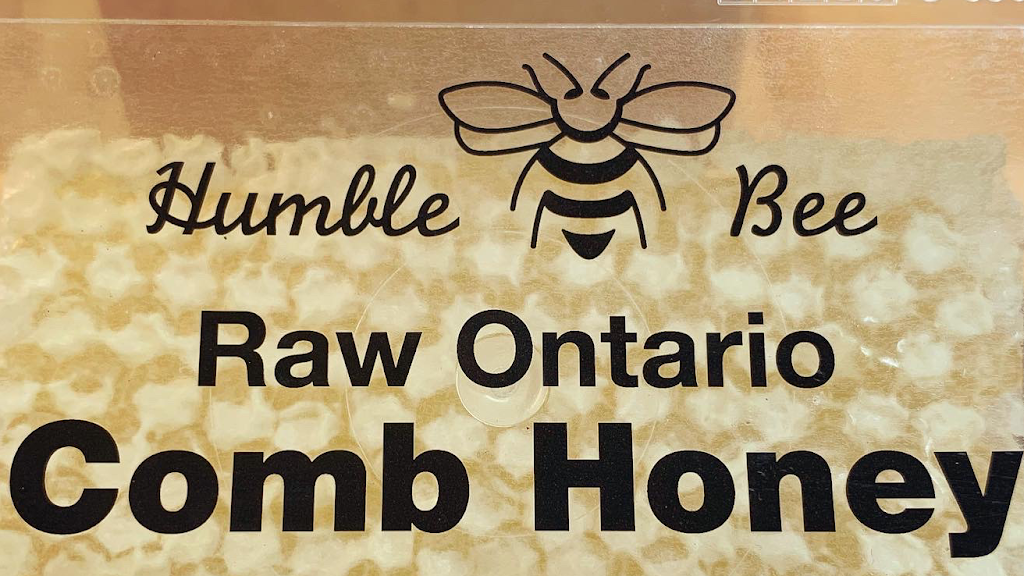 Humble Bee
Raw Ontario
Comb Honey